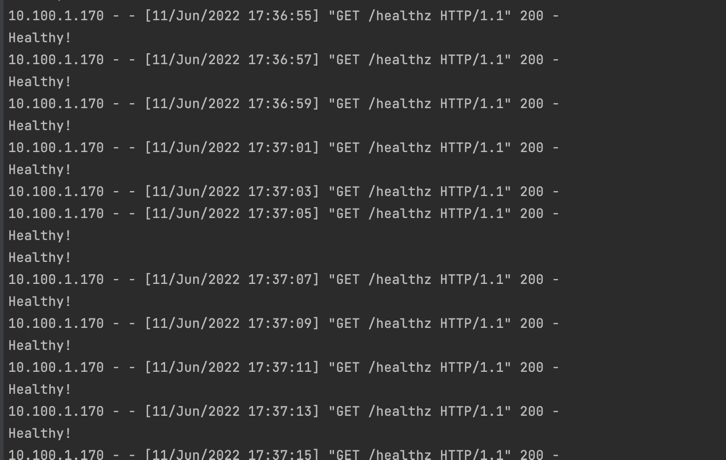 10.100.1.170 - - [11/Jun/2022 17:36:55] "GET /healthz HTTP/1.1" 200 -
Healthy!
10.100.1.170 - - [11/Jun/2022 17:36:57] "GET /healthz HTTP/1.1" 200 -
Healthy!
10.100.1.170 - - [11/Jun/2022 17:36:59] "GET /healthz HTTP/1.1" 200 -
Healthy!
10.100.1.170 - - [11/Jun/2022 17:37:01] "GET /healthz HTTP/1.1" 200 -
Healthy!
10.100.1.170 - - [11/Jun/2022 17:37:03] "GET /healthz HTTP/1.1" 200 -
10.100.1.170 - - [11/Jun/2022 17:37:05] "GET /healthz HTTP/1.1" 200 -
Healthy!
Healthy!
10.100.1.170 - - [11/Jun/2022 17:37:07] "GET /healthz HTTP/1.1" 200 -
Healthy!
10.100.1.170 - - [11/Jun/2022 17:37:09] "GET /healthz HTTP/1.1" 200 -
Healthy!
10.100.1.170 - - [11/Jun/2022 17:37:11] "GET /healthz HTTP/1.1" 200 -
Healthy!
10.100.1.170 - - [11/Jun/2022 17:37:13] "GET /healthz HTTP/1.1" 200 -
Healthy!
10.100.1.170 - - [11/Jun/2022 17:37:15] "GET /healthz HTTP/1.1" 200 -